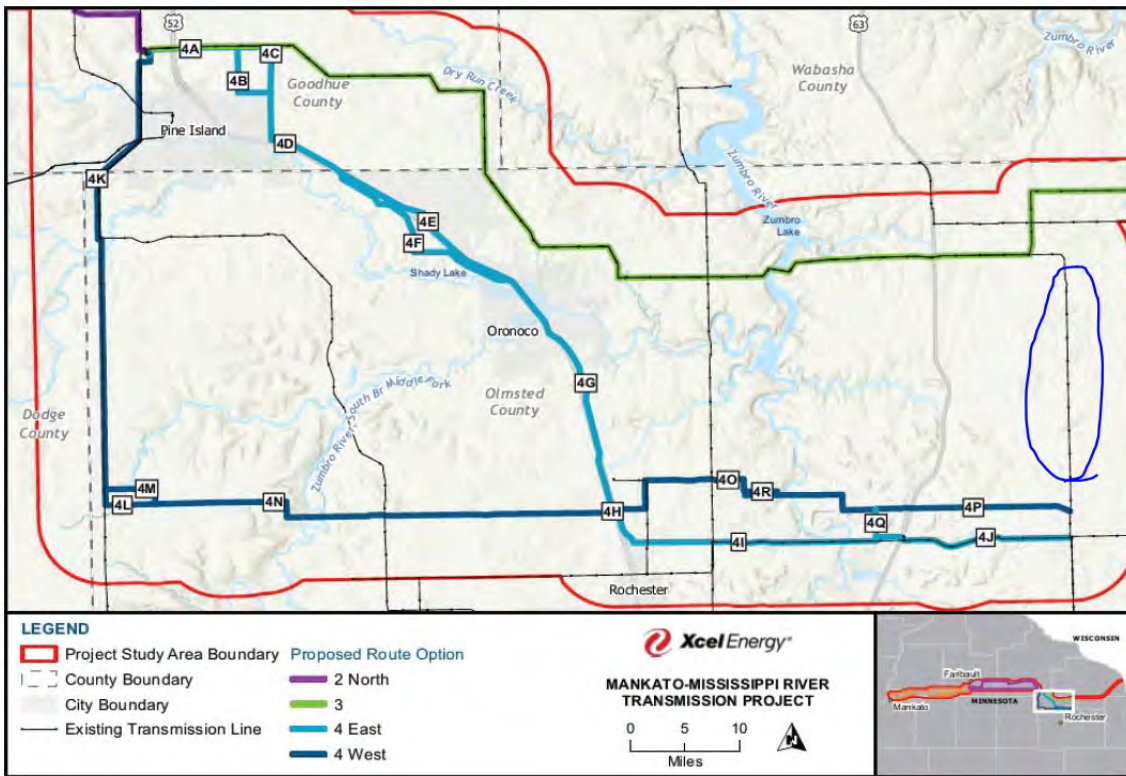 52
63
4A
4C
4B
Goodhue
County
Dry Run Creek
Wabasha
County
Zumbro
River
Pine Island
4D
4K
Zumbro
River
4E
4F
Zumbro
Lake
Shady Lake
Oronoco
Zumbro River, South Br Middle Fork
4G
Olmsted
County
Dodge
County
4M
4L
4N
4O
4R
4H
4P
4Q
4I
4J
Rochester
LEGEND
Project Study Area Boundary
County Boundary
City Boundary
Existing Transmission Line
Proposed Route Option
2 North
3
4 East
4 West
Xcel Energy®
MANKATO-MISSISSIPPI RIVER
TRANSMISSION PROJECT
0 5 10
Miles
N
WISCONSIN
Faribault
MINNESOTA
Mankato
Rochester